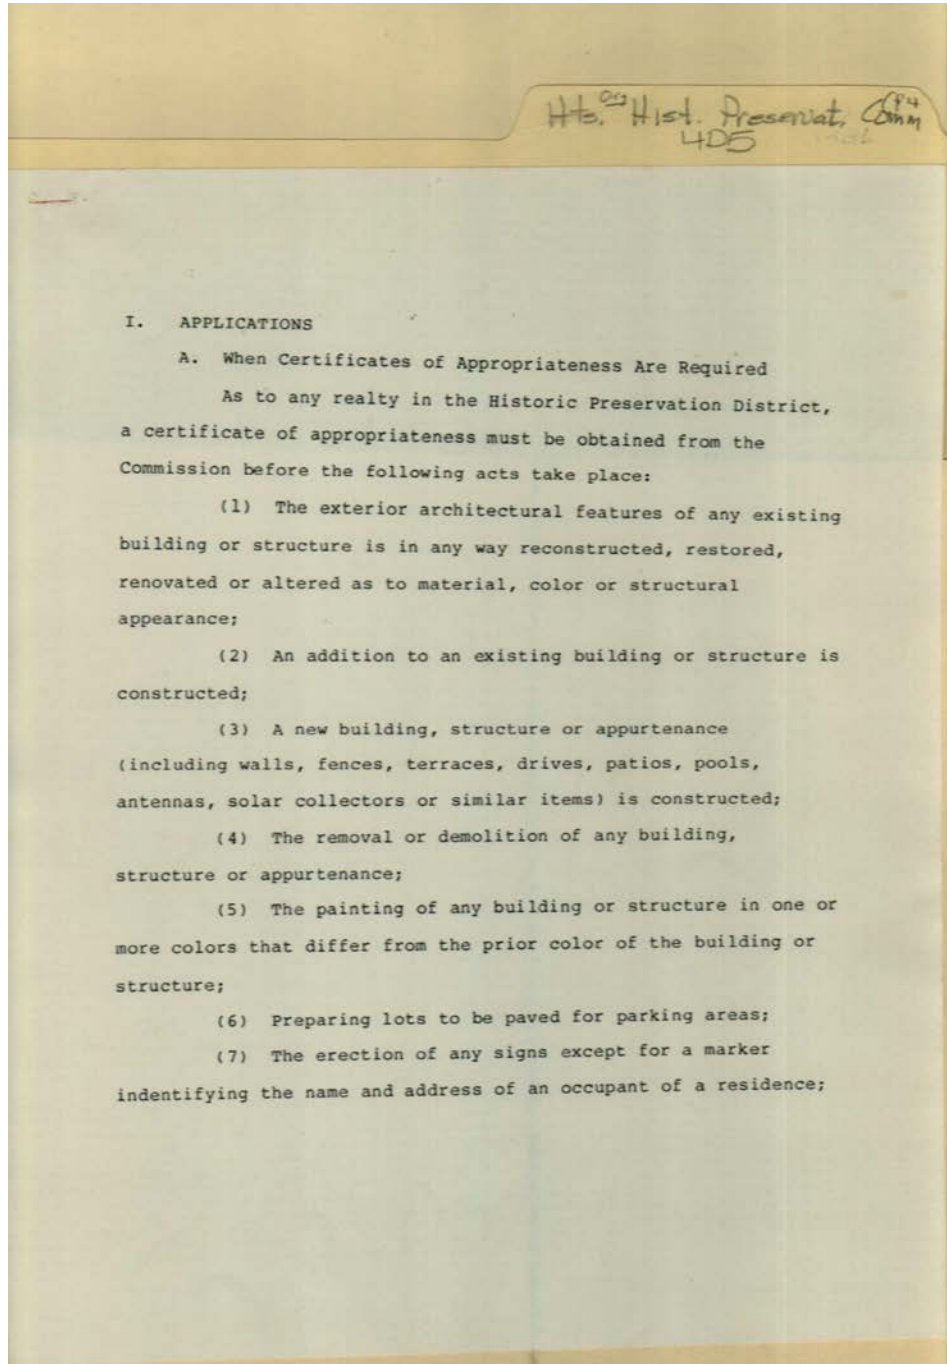 Hts. Org Hist. Preservat. Comm
4D5
I. APPLICATIONS
A. When Certificates of Appropriateness Are Required
As to any realty in the Historic Preservation District,
a certificate of appropriateness must be obtained from the
Commission before the following acts take place:
(1) The exterior architectural features of any existing
building or structure is in any way reconstructed, restored,
renovated or altered as to material, color or structural
appearance;
(2) An addition to an existing building or structure is
constructed;
(3) A new building, structure or appurtenance
(including walls, fences, terraces, drives, patios, pools,
antennas, solar collectors or similar items) is constructed;
(4) The removal or demolition of any building,
structure or appurtenance;
(5) The painting of any building or structure in one or
more colors that differ from the prior color of the building or
structure;
(6) Preparing lots to be paved for parking areas;
(7) The erection of any signs except for a marker
indentifying the name and address of an occupant of a residence;